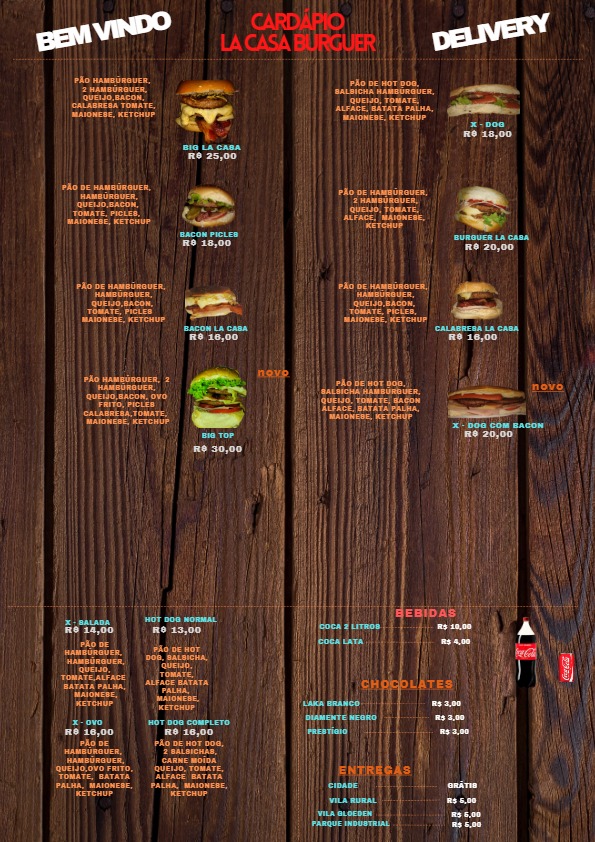 BEM VINDO
CARDÁPIO
LA CASA BURGUER
DELIVERY
PÃO HAMBÚRGUER,
2 HAMBÚRGUER,
QUEIJO,BACON,
CALABRESA TOMATE,
MAIONESE, KETCHUP
BIG LA CASA
R$ 25,00
PÃO DE HOT DOG,
SALSICHA HAMBÚRGUER,
QUEIJO, TOMATE,
ALFACE, BATATA PALHA,
MAIONESE, KETCHUP
X - DOG
R$ 18,00
PÃO DE HAMBÚRGUER,
HAMBÚRGUER,
QUEIJO,BACON,
TOMATE, PICLES,
MAIONESE, KETCHUP
BACON PICLES
R$ 18,00
PÃO DE HAMBÚRGUER,
2 HAMBÚRGUER,
QUEIJO, TOMATE,
ALFACE, MAIONESE,
KETCHUP
BURGUER LA CASA
R$ 20,00
PÃO DE HAMBÚRGUER,
HAMBÚRGUER,
QUEIJO,BACON,
TOMATE, PICLES
MAIONESE, KETCHUP
BACON LA CASA
R$ 16,00
PÃO DE HAMBÚRGUER,
HAMBÚRGUER,
QUEIJO,BACON,
TOMATE, PICLES,
MAIONESE, KETCHUP
CALABRESA LA CASA
R$ 16,00
novo
PÃO HAMBÚRGUER, 2
HAMBÚRGUER,
QUEIJO,BACON, OVO
FRITO, PICLES
CALABRESA,TOMATE,
MAIONESE, KETCHUP
BIG TOP
R$ 30,00
novo
PÃO DE HOT DOG,
SALSICHA HAMBÚRGUER,
QUEIJO, TOMATE, BACON
ALFACE, BATATA PALHA,
MAIONESE, KETCHUP
X - DOG COM BACON
R$ 20,00
X - SALADA
R$ 14,00
PÃO DE
HAMBÚRGUER,
HAMBÚRGUER,
QUEIJO,
TOMATE,ALFACE
BATATA PALHA,
MAIONESE,
KETCHUP
HOT DOG NORMAL
R$ 13,00
PÃO DE HOT
DOG, SALSICHA,
QUEIJO,
TOMATE,
ALFACE BATATA
PALHA,
MAIONESE,
KETCHUP
X - OVO
R$ 16,00
PÃO DE
HAMBÚRGUER,
HAMBÚRGUER,
QUEIJO,OVO FRITO,
TOMATE, BATATA
PALHA, MAIONESE,
KETCHUP
HOT DOG COMPLETO
R$ 16,00
PÃO DE HOT DOG,
2 SALSICHAS,
CARNE MOÍDA
QUEIJO, TOMATE,
ALFACE BATATA
PALHA, MAIONESE,
KETCHUP
BEBIDAS
COCA 2 LITROS R$ 10,00
COCA LATA R$ 4,00
Coca-Cola
Coca-Cola
CHOCOLATES
LAKA BRANCO R$ 3,00
DIAMENTE NEGRO R$ 3,00
PRESTÍGIO R$ 3,00
ENTREGAS
CIDADE GRÁTIS
VILA RURAL R$ 5,00
VILA GLOEDEN R$ 5,00
PARQUE INDUSTRIAL R$ 5,00